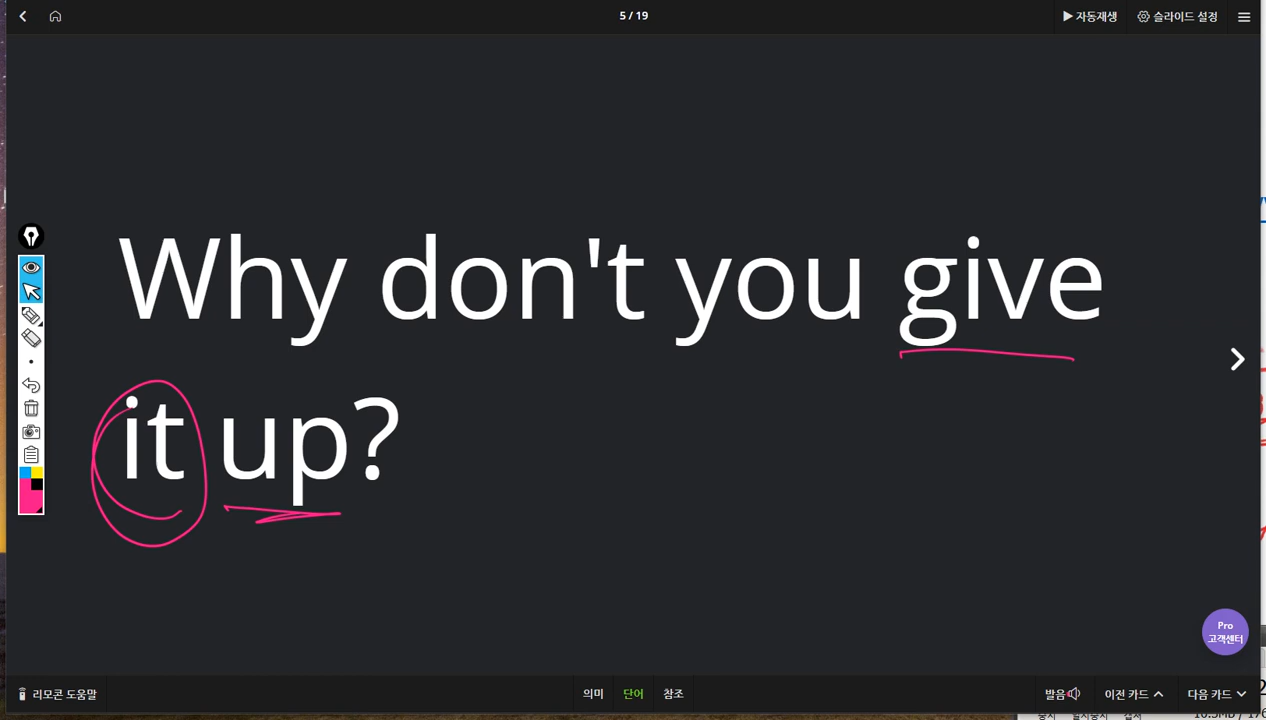 5 / 19
▶ 자동재생
슬라이드 설정
Why don't you give
it up?
Pro
고객센터
리모콘 도움말
의미
단어
참조
발음
이전 카드
다음 카드